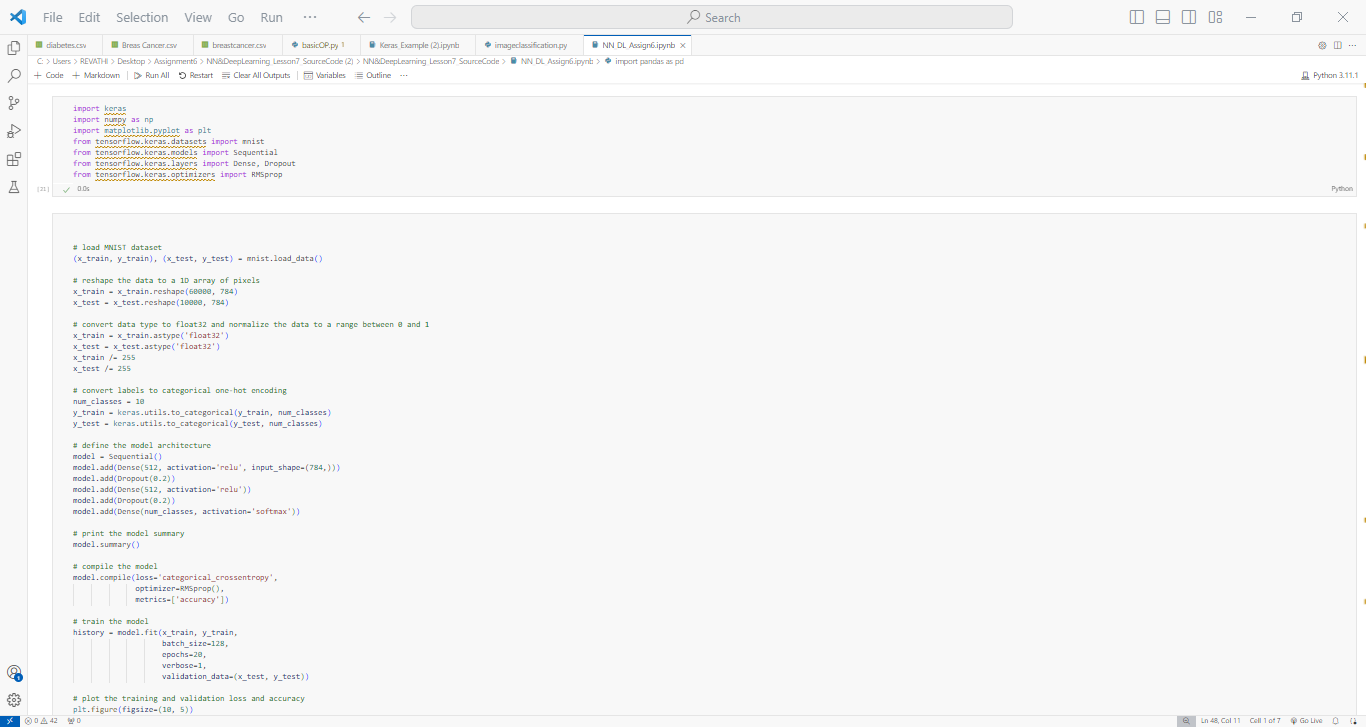 File Edit Selection View Go Run ··· Search
diabetes.csv Breas Cancer.csv breastcancer.csv basicOP.py 1 Keras_Example (2).ipynb imageclassification.py NN_DL_Assign6.ipynb
C: > Users > REVATHI > Desktop > Assignment6 > NN&DeepLearning_Lesson7_SourceCode (2) > NN&DeepLearning_Lesson7_SourceCode > NN_DL_Assign6.ipynb > import pandas as pd
+ Code + Markdown Run All Restart Clear All Outputs Variables Outline ··· Python 3.11.1
import keras
import numpy as np
import matplotlib.pyplot as plt
from tensorflow.keras.datasets import mnist
from tensorflow.keras.models import Sequential
from tensorflow.keras.layers import Dense, Dropout
from tensorflow.keras.optimizers import RMSprop
[21] 0.0s Python
# load MNIST dataset
(x_train, y_train), (x_test, y_test) = mnist.load_data()
# reshape the data to a 1D array of pixels
x_train = x_train.reshape(60000, 784)
x_test = x_test.reshape(10000, 784)
# convert data type to float32 and normalize the data to a range between 0 and 1
x_train = x_train.astype('float32')
x_test = x_test.astype('float32')
x_train /= 255
x_test /= 255
# convert labels to categorical one-hot encoding
num_classes = 10
y_train = keras.utils.to_categorical(y_train, num_classes)
y_test = keras.utils.to_categorical(y_test, num_classes)
# define the model architecture
model = Sequential()
model.add(Dense(512, activation='relu', input_shape=(784,)))
model.add(Dropout(0.2))
model.add(Dense(512, activation='relu'))
model.add(Dropout(0.2))
model.add(Dense(num_classes, activation='softmax'))
# print the model summary
model.summary()
# compile the model
model.compile(loss='categorical_crossentropy',
optimizer=RMSprop(),
metrics=['accuracy'])
# train the model
history = model.fit(x_train, y_train,
batch_size=128,
epochs=20,
verbose=1,
validation_data=(x_test, y_test))
# plot the training and validation loss and accuracy
plt.figure(figsize=(10, 5))
0 42 0 Ln 48, Col 11 Cell 1 of 7 Go Live